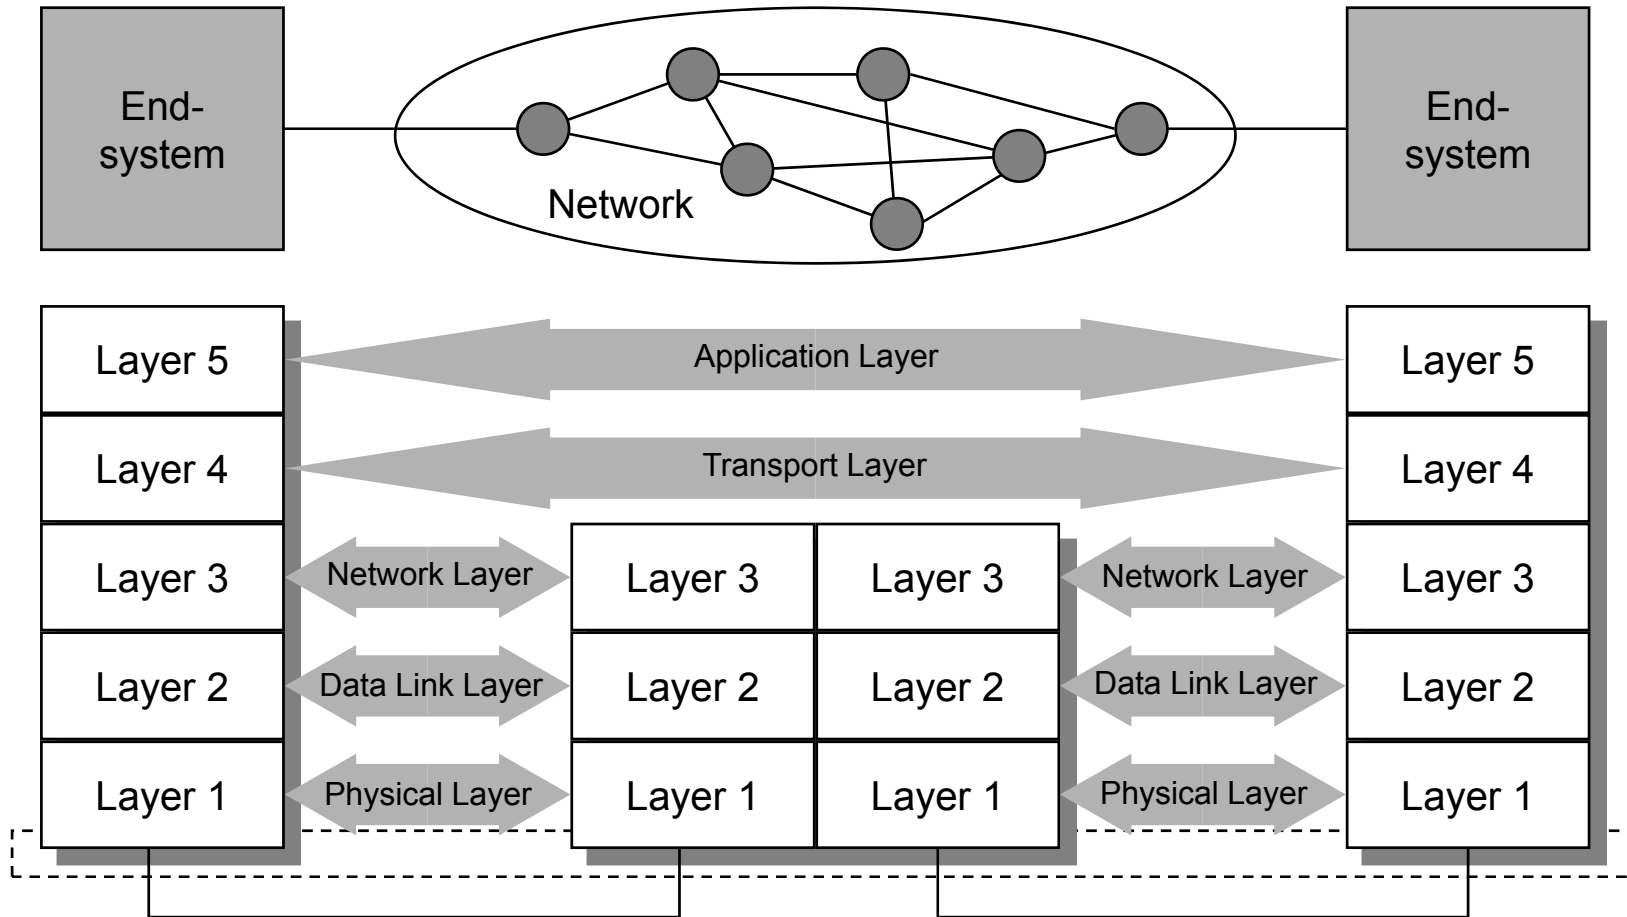 End-
system
Network
End-
system
Layer 5
Application Layer
Layer 5
Layer 4
Transport Layer
Layer 4
Layer 3
Network Layer
Layer 3
Layer 3
Network Layer
Layer 3
Layer 2
Data Link Layer
Layer 2
Layer 2
Data Link Layer
Layer 2
Layer 1
Physical Layer
Layer 1
Layer 1
Physical Layer
Layer 1